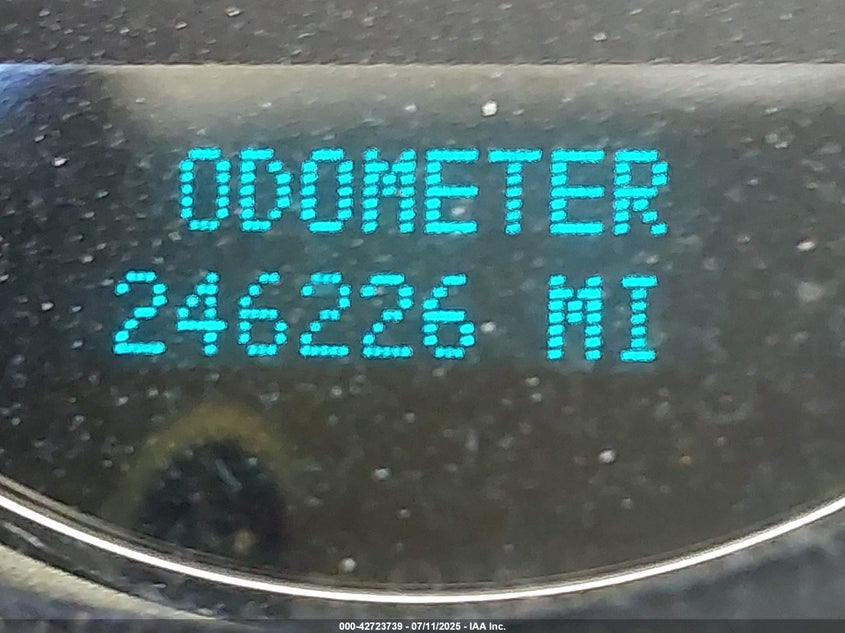 ODOMETER
246226 MI
000-42723739 - 07/11/2025 - IAA Inc.